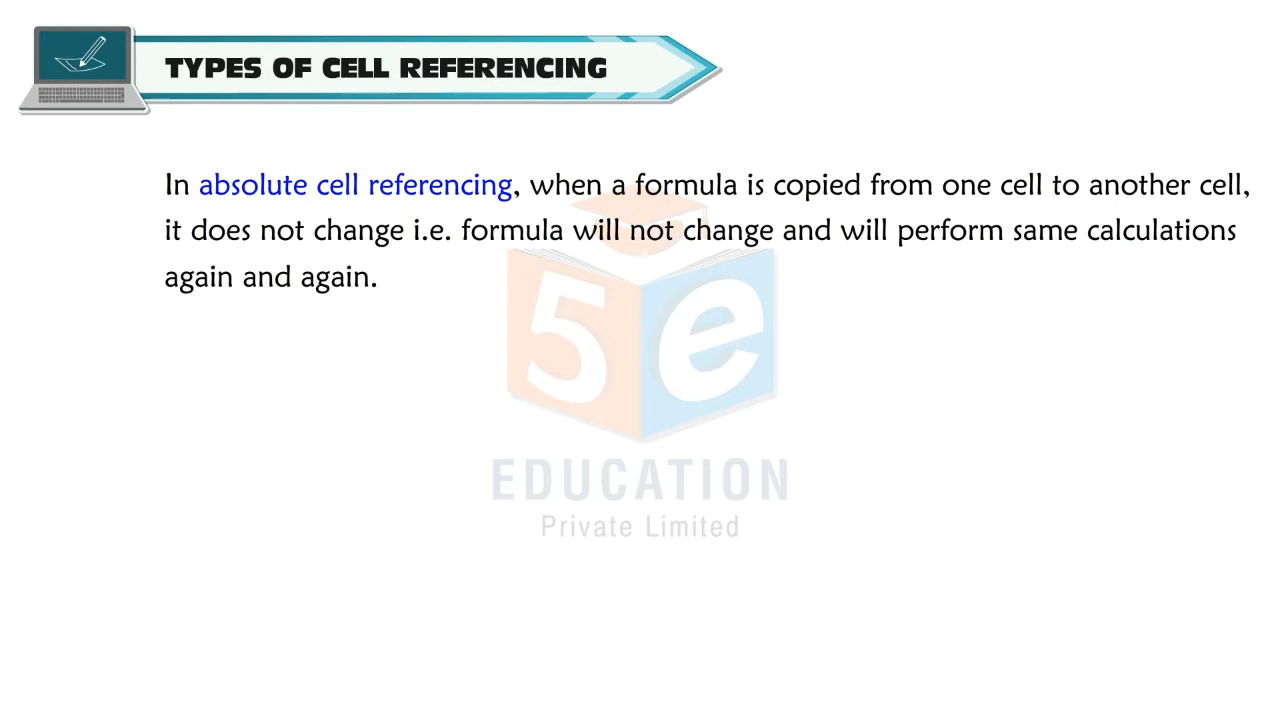 TYPES OF CELL REFERENCING
In absolute cell referencing, when a formula is copied from one cell to another cell,
it does not change i.e. formula will not change and will perform same calculations
again and again.
5e
EDUCATION
Private Limited